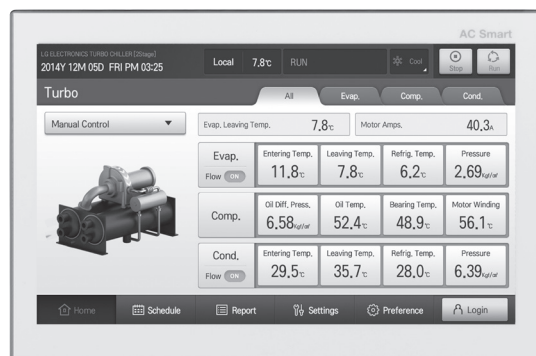 AC Smart
LG ELECTRONICS TURBO CHILLER [2Stage]
2014Y 12M 05D FRI PM 03:25
Local 7.8℃ RUN
Cool
Stop Run
Turbo
All Evap. Comp. Cond.
Manual Control
Evap. Leaving Temp. 7.8℃ Motor Amps. 40.3A
Evap. Entering Temp. Leaving Temp. Refrig. Temp. Pressure
Flow ON 11.8℃ 7.8℃ 6.2℃ 2.69Kgf/㎠
Comp. Oil Diff. Press. Oil Temp. Bearing Temp. Motor Winding
6.58Kgf/㎠ 52.4℃ 48.9℃ 56.1℃
Cond. Entering Temp. Leaving Temp. Refrig. Temp. Pressure
Flow ON 29.5℃ 35.7℃ 28.0℃ 6.39Kgf/㎠
Home Schedule Report Settings Preference Login